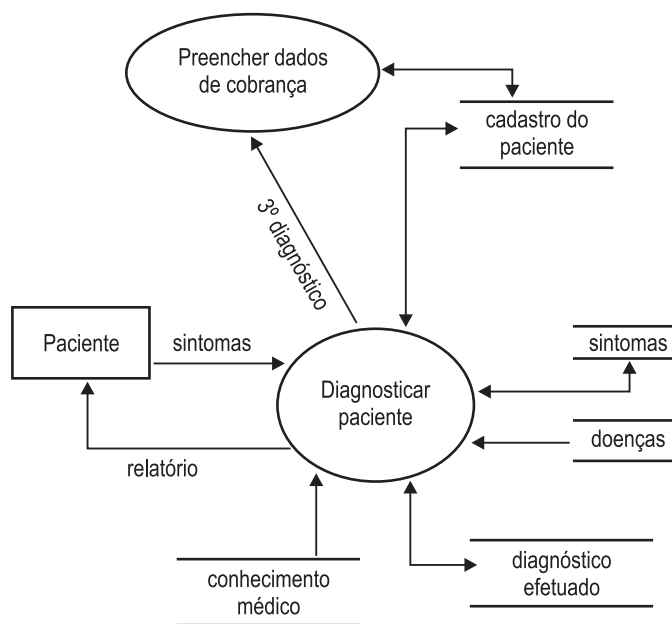 Preencher dados
de cobrança
cadastro do
paciente
3º diagnóstico
Paciente
sintomas
sintomas
Diagnosticar
paciente
doenças
relatório
diagnóstico
efetuado
conhecimento
médico